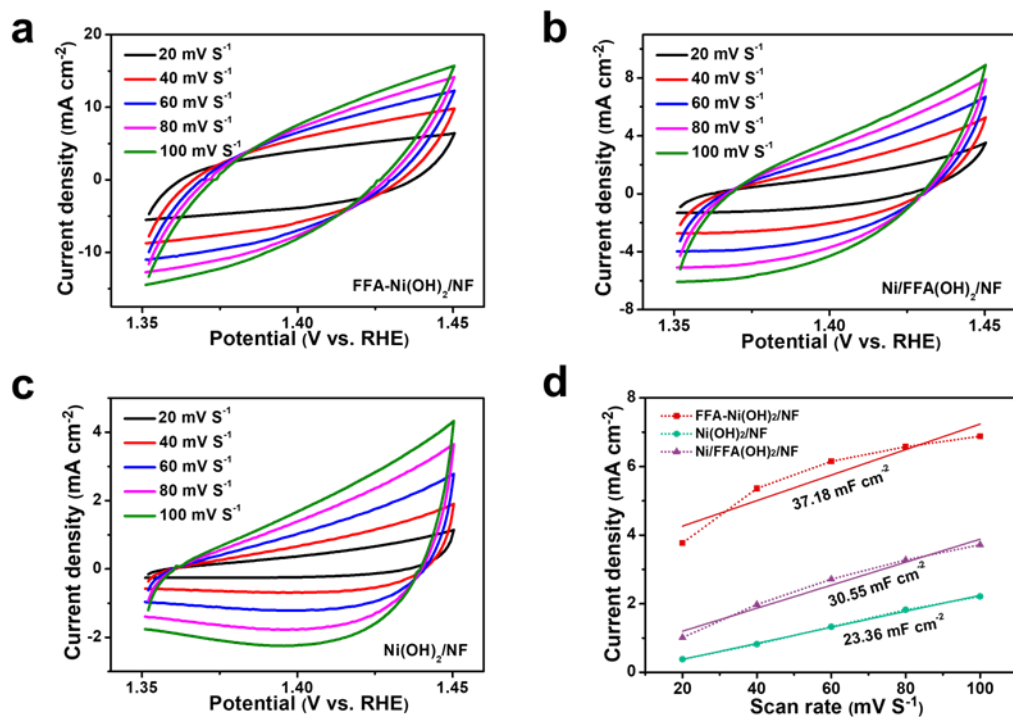 a
20
10
0
-10
Current density (mA cm⁻²)
20 mV S⁻¹
40 mV S⁻¹
60 mV S⁻¹
80 mV S⁻¹
100 mV S⁻¹
FFA-Ni(OH)₂/NF
1.35 1.40 1.45
Potential (V vs. RHE)
b
8
4
0
-4
-8
Current density (mA cm⁻²)
20 mV S⁻¹
40 mV S⁻¹
60 mV S⁻¹
80 mV S⁻¹
100 mV S⁻¹
Ni/FFA(OH)₂/NF
1.35 1.40 1.45
Potential (V vs. RHE)
c
4
2
0
-2
Current density (mA cm⁻²)
20 mV S⁻¹
40 mV S⁻¹
60 mV S⁻¹
80 mV S⁻¹
100 mV S⁻¹
Ni(OH)₂/NF
1.35 1.40 1.45
Potential (V vs. RHE)
d
8
6
4
2
0
Current density (mA cm⁻²)
FFA-Ni(OH)₂/NF
Ni(OH)₂/NF
Ni/FFA(OH)₂/NF
37.18 mF cm⁻²
30.55 mF cm⁻²
23.36 mF cm⁻²
20 40 60 80 100
Scan rate (mV S⁻¹)